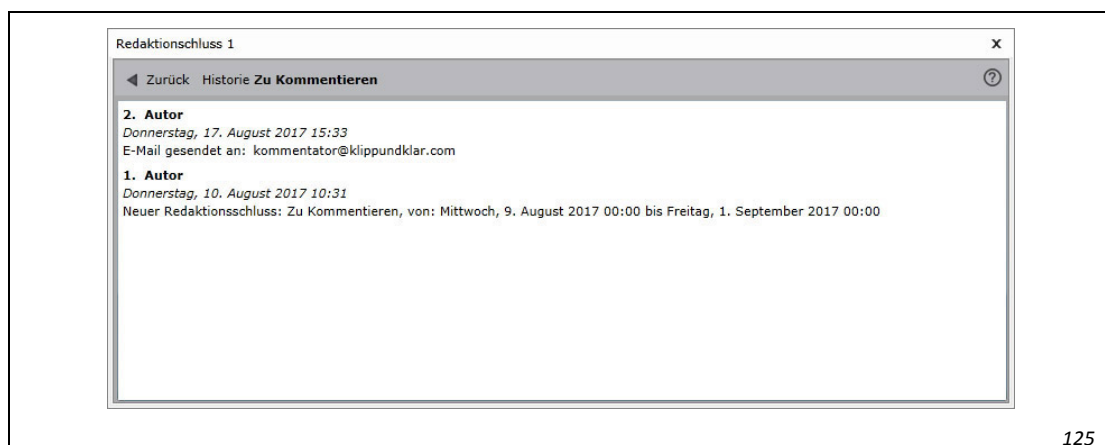 Redaktionschluss 1 x
Zurück Historie Zu Kommentieren ?
2. Autor
Donnerstag, 17. August 2017 15:33
E-Mail gesendet an: kommentator@klippundklar.com
1. Autor
Donnerstag, 10. August 2017 10:31
Neuer Redaktionsschluss: Zu Kommentieren, von: Mittwoch, 9. August 2017 00:00 bis Freitag, 1. September 2017 00:00
125